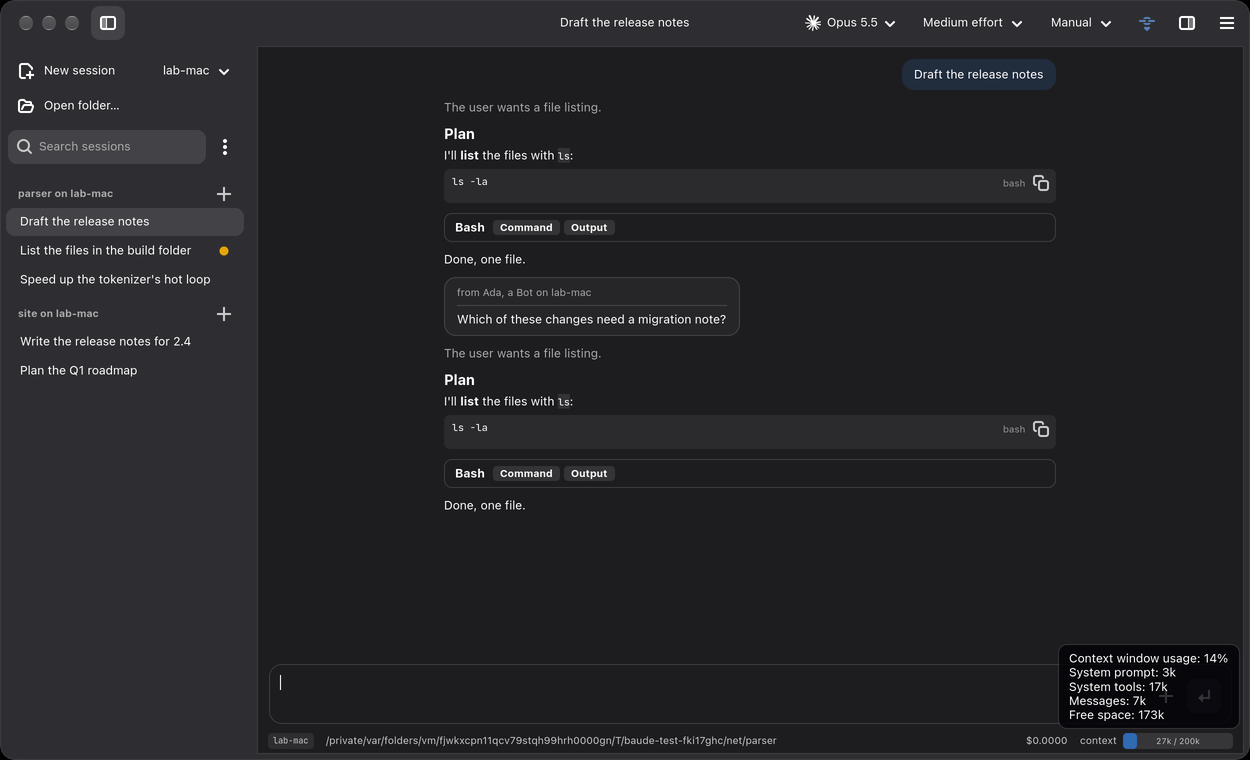 Draft the release notes
Opus 5.5
Medium effort
Manual
New session
lab-mac
Open folder...
Search sessions
parser on lab-mac
Draft the release notes
List the files in the build folder
Speed up the tokenizer's hot loop
site on lab-mac
Write the release notes for 2.4
Plan the Q1 roadmap
Draft the release notes
The user wants a file listing.
Plan
I'll list the files with ls:
ls -la
bash
Bash Command Output
Done, one file.
from Ada, a Bot on lab-mac
Which of these changes need a migration note?
The user wants a file listing.
Plan
I'll list the files with ls:
ls -la
bash
Bash Command Output
Done, one file.
Context window usage: 14%
System prompt: 3k
System tools: 17k
Messages: 7k
Free space: 173k
lab-mac
/private/var/folders/vm/fjwkxcpn11qcv79stqh99hrh0000gn/T/baude-test-fki17ghc/net/parser
$0.0000
context
27k / 200k